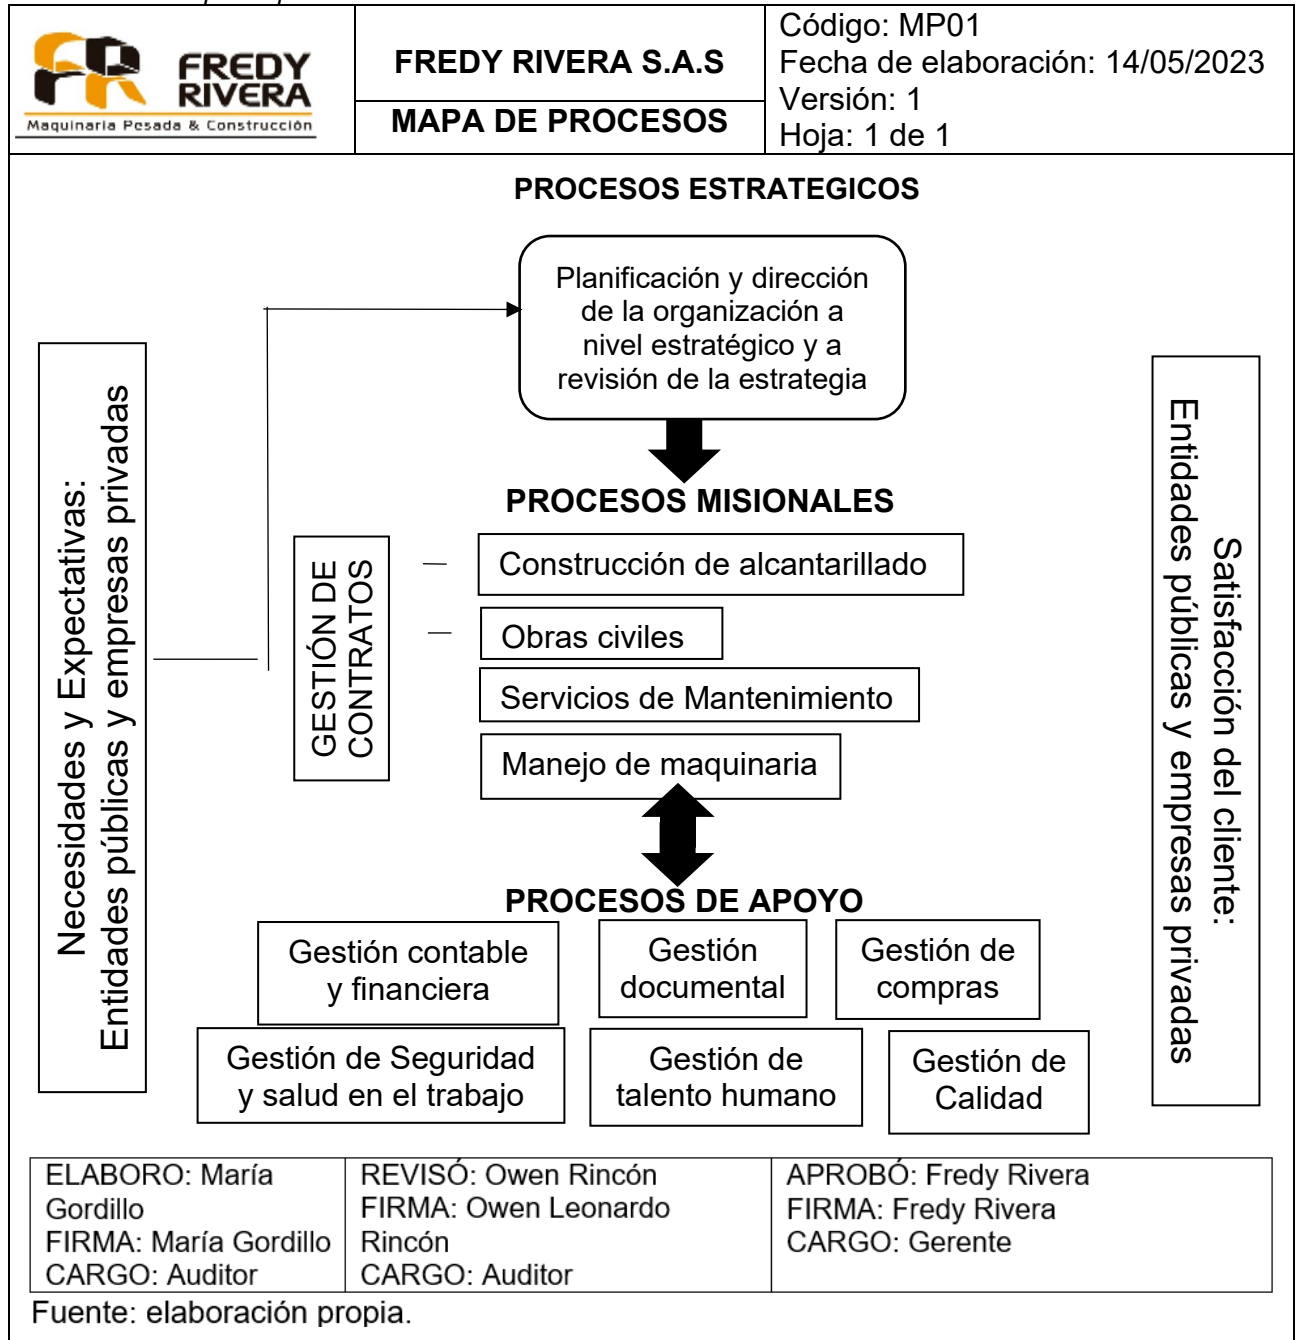 FREDY
RIVERA
Maquinaria Pesada & Construcción
FREDY RIVERA S.A.S
MAPA DE PROCESOS
Código: MP01
Fecha de elaboración: 14/05/2023
Versión: 1
Hoja: 1 de 1
PROCESOS ESTRATEGICOS
Planificación y dirección
de la organización a
nivel estratégico y a
revisión de la estrategia
Necesidades y Expectativas:
Entidades públicas y empresas privadas
PROCESOS MISIONALES
GESTIÓN DE
CONTRATOS
Construcción de alcantarillado
Obras civiles
Servicios de Mantenimiento
Manejo de maquinaria
Satisfacción del cliente:
Entidades públicas y empresas privadas
PROCESOS DE APOYO
Gestión contable
y financiera
Gestión
documental
Gestión de
compras
Gestión de Seguridad
y salud en el trabajo
Gestión de
talento humano
Gestión de
Calidad
ELABORO: María
Gordillo
FIRMA: María Gordillo
CARGO: Auditor
REVISÓ: Owen Rincón
FIRMA: Owen Leonardo
Rincón
CARGO: Auditor
APROBÓ: Fredy Rivera
FIRMA: Fredy Rivera
CARGO: Gerente
Fuente: elaboración propia.